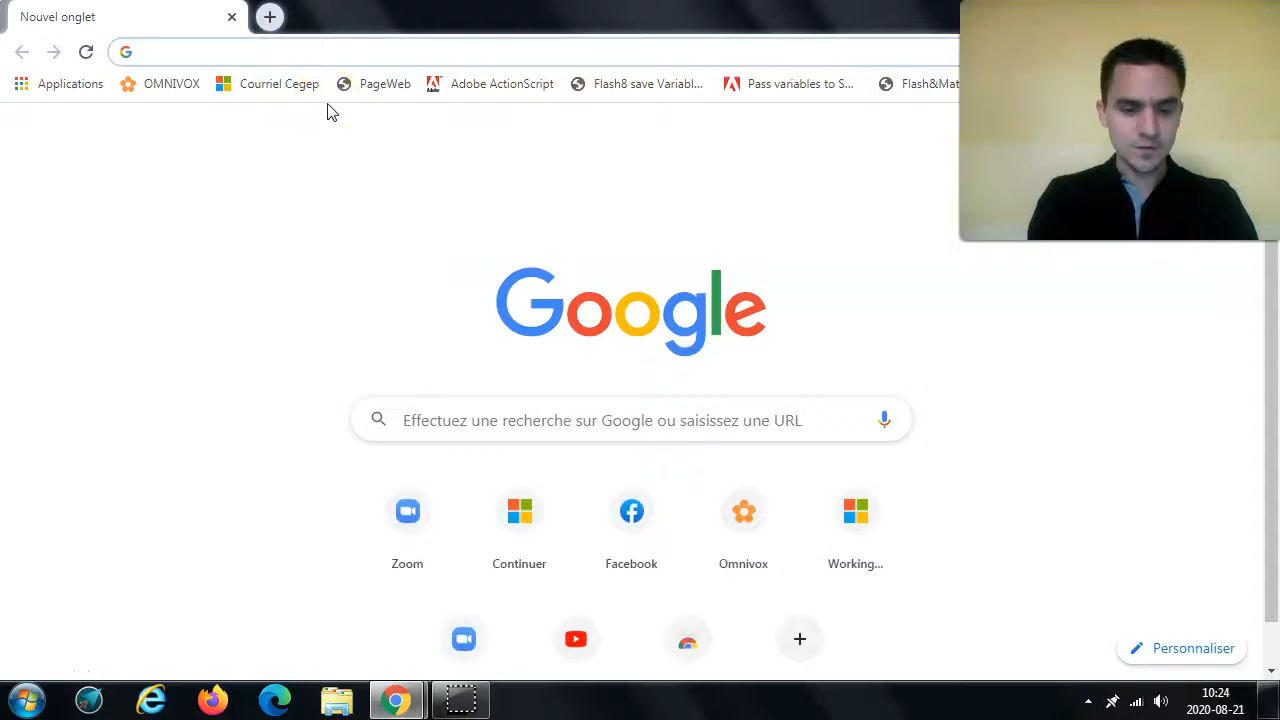 Nouvel onglet
Applications OMNIVOX Courriel Cegep PageWeb Adobe ActionScript Flash8 save Variabl... Pass variables to S... Flash&Mat
Google
Effectuez une recherche sur Google ou saisissez une URL
Zoom Continuer Facebook Omnivox Working...
Personnaliser
10:24
2020-08-21